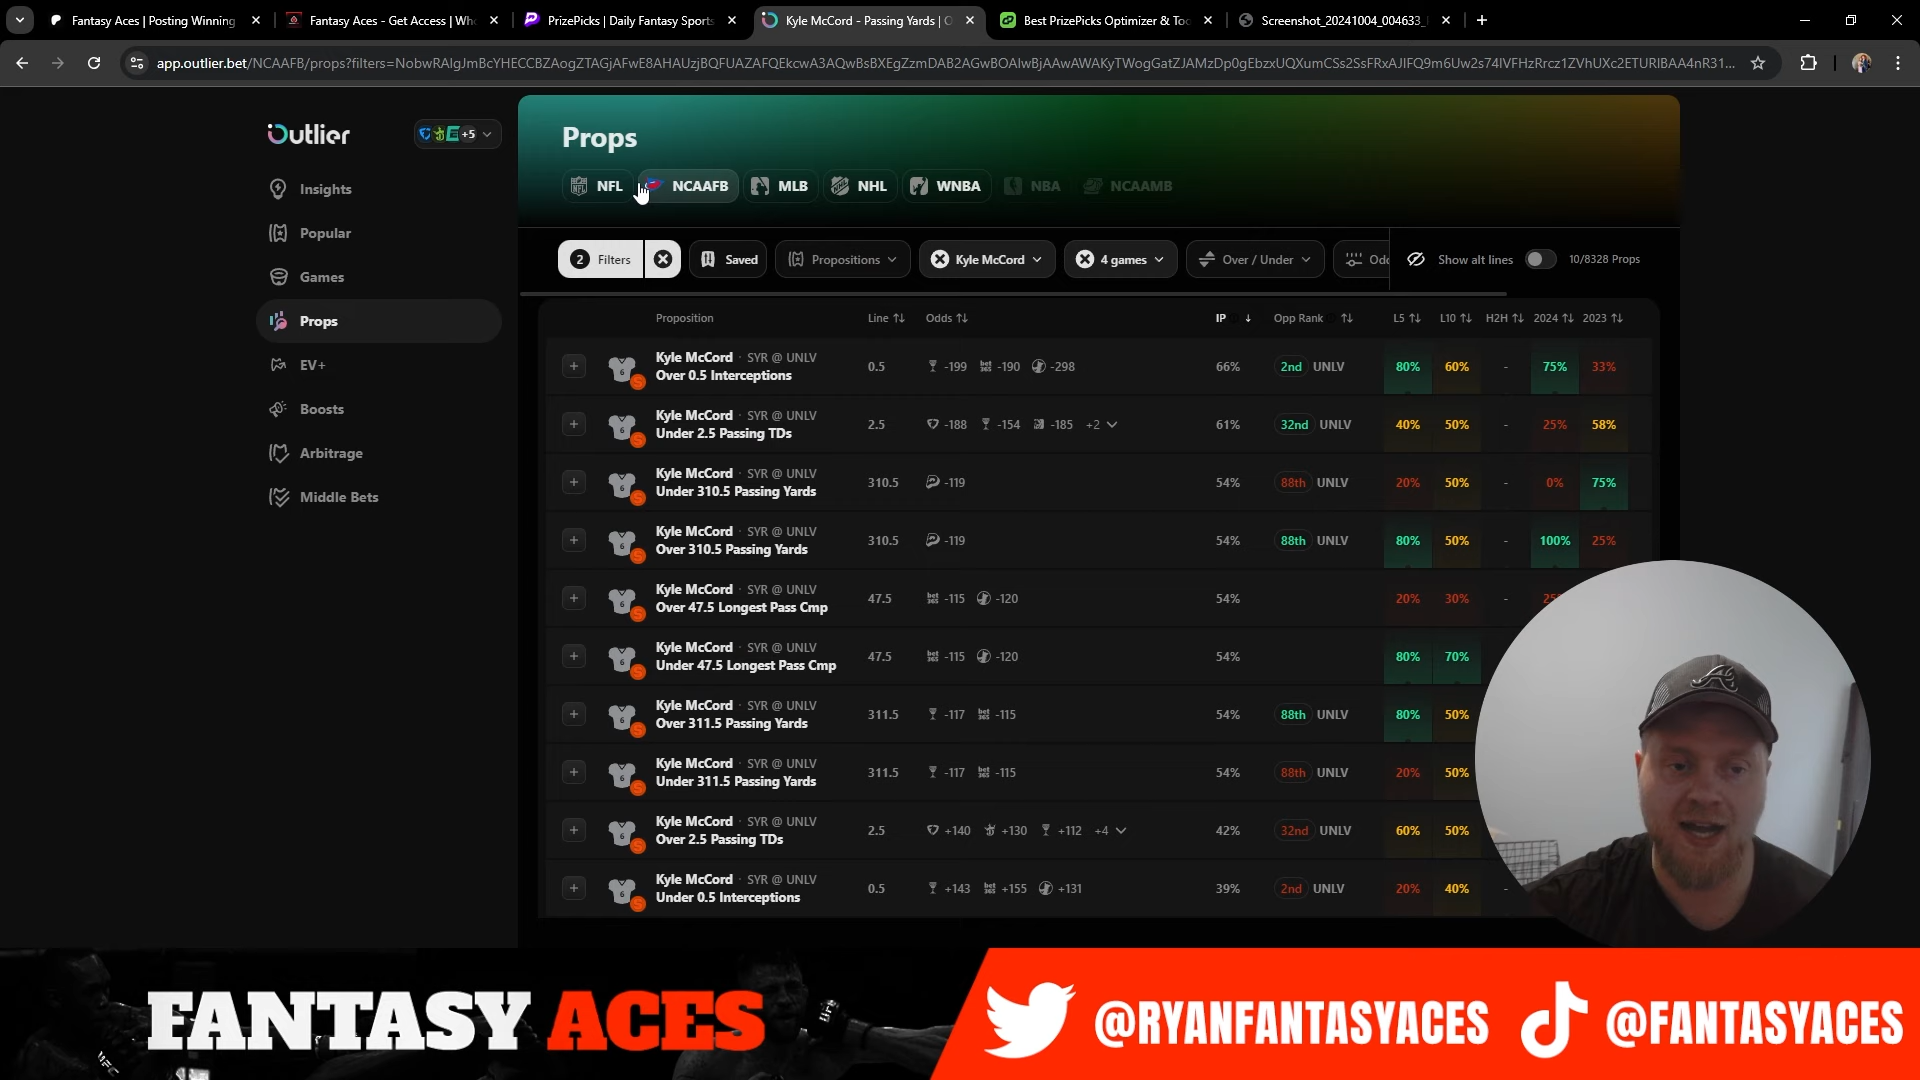 Fantasy Aces | Posting Winning
Fantasy Aces - Get Access | Who
PrizePicks | Daily Fantasy Sports
Kyle McCord - Passing Yards | O
Best PrizePicks Optimizer & Too
Screenshot_20241004_004633_
Outlier
+5
Insights
Popular
Games
Props
EV+
Boosts
Arbitrage
Middle Bets
Props
NFL
NCAAFB
MLB
NHL
WNBA
NBA
NCAAMB
2 Filters
Saved
Propositions
Kyle McCord
4 games
Over / Under
Show alt lines
10/8328 Props
Proposition Line Odds IP Opp Rank L5 L10 H2H 2024 2023
Kyle McCord · SYR @ UNLV
Over 0.5 Interceptions 0.5 -199 bet365 -190 -298 66% 2nd UNLV 80% 60% - 75% 33%
Kyle McCord · SYR @ UNLV
Under 2.5 Passing TDs 2.5 -188 -154 -185 +2 61% 32nd UNLV 40% 50% - 25% 58%
Kyle McCord · SYR @ UNLV
Under 310.5 Passing Yards 310.5 -119 54% 88th UNLV 20% 50% - 0% 75%
Kyle McCord · SYR @ UNLV
Over 310.5 Passing Yards 310.5 -119 54% 88th UNLV 80% 50% - 100% 25%
Kyle McCord · SYR @ UNLV
Over 47.5 Longest Pass Cmp 47.5 bet365 -115 -120 54% 20% 30% -
Kyle McCord · SYR @ UNLV
Under 47.5 Longest Pass Cmp 47.5 bet365 -115 -120 54% 80% 70%
Kyle McCord · SYR @ UNLV
Over 311.5 Passing Yards 311.5 -117 bet365 -115 54% 88th UNLV 80% 50%
Kyle McCord · SYR @ UNLV
Under 311.5 Passing Yards 311.5 -117 bet365 -115 54% 88th UNLV 20% 50%
Kyle McCord · SYR @ UNLV
Over 2.5 Passing TDs 2.5 +140 +130 +112 +4 42% 32nd UNLV 60% 50%
Kyle McCord · SYR @ UNLV
Under 0.5 Interceptions 0.5 +143 bet365 +155 +131 39% 2nd UNLV 20% 40% -
FANTASY ACES
@RYANFANTASYACES
@FANTASYACES